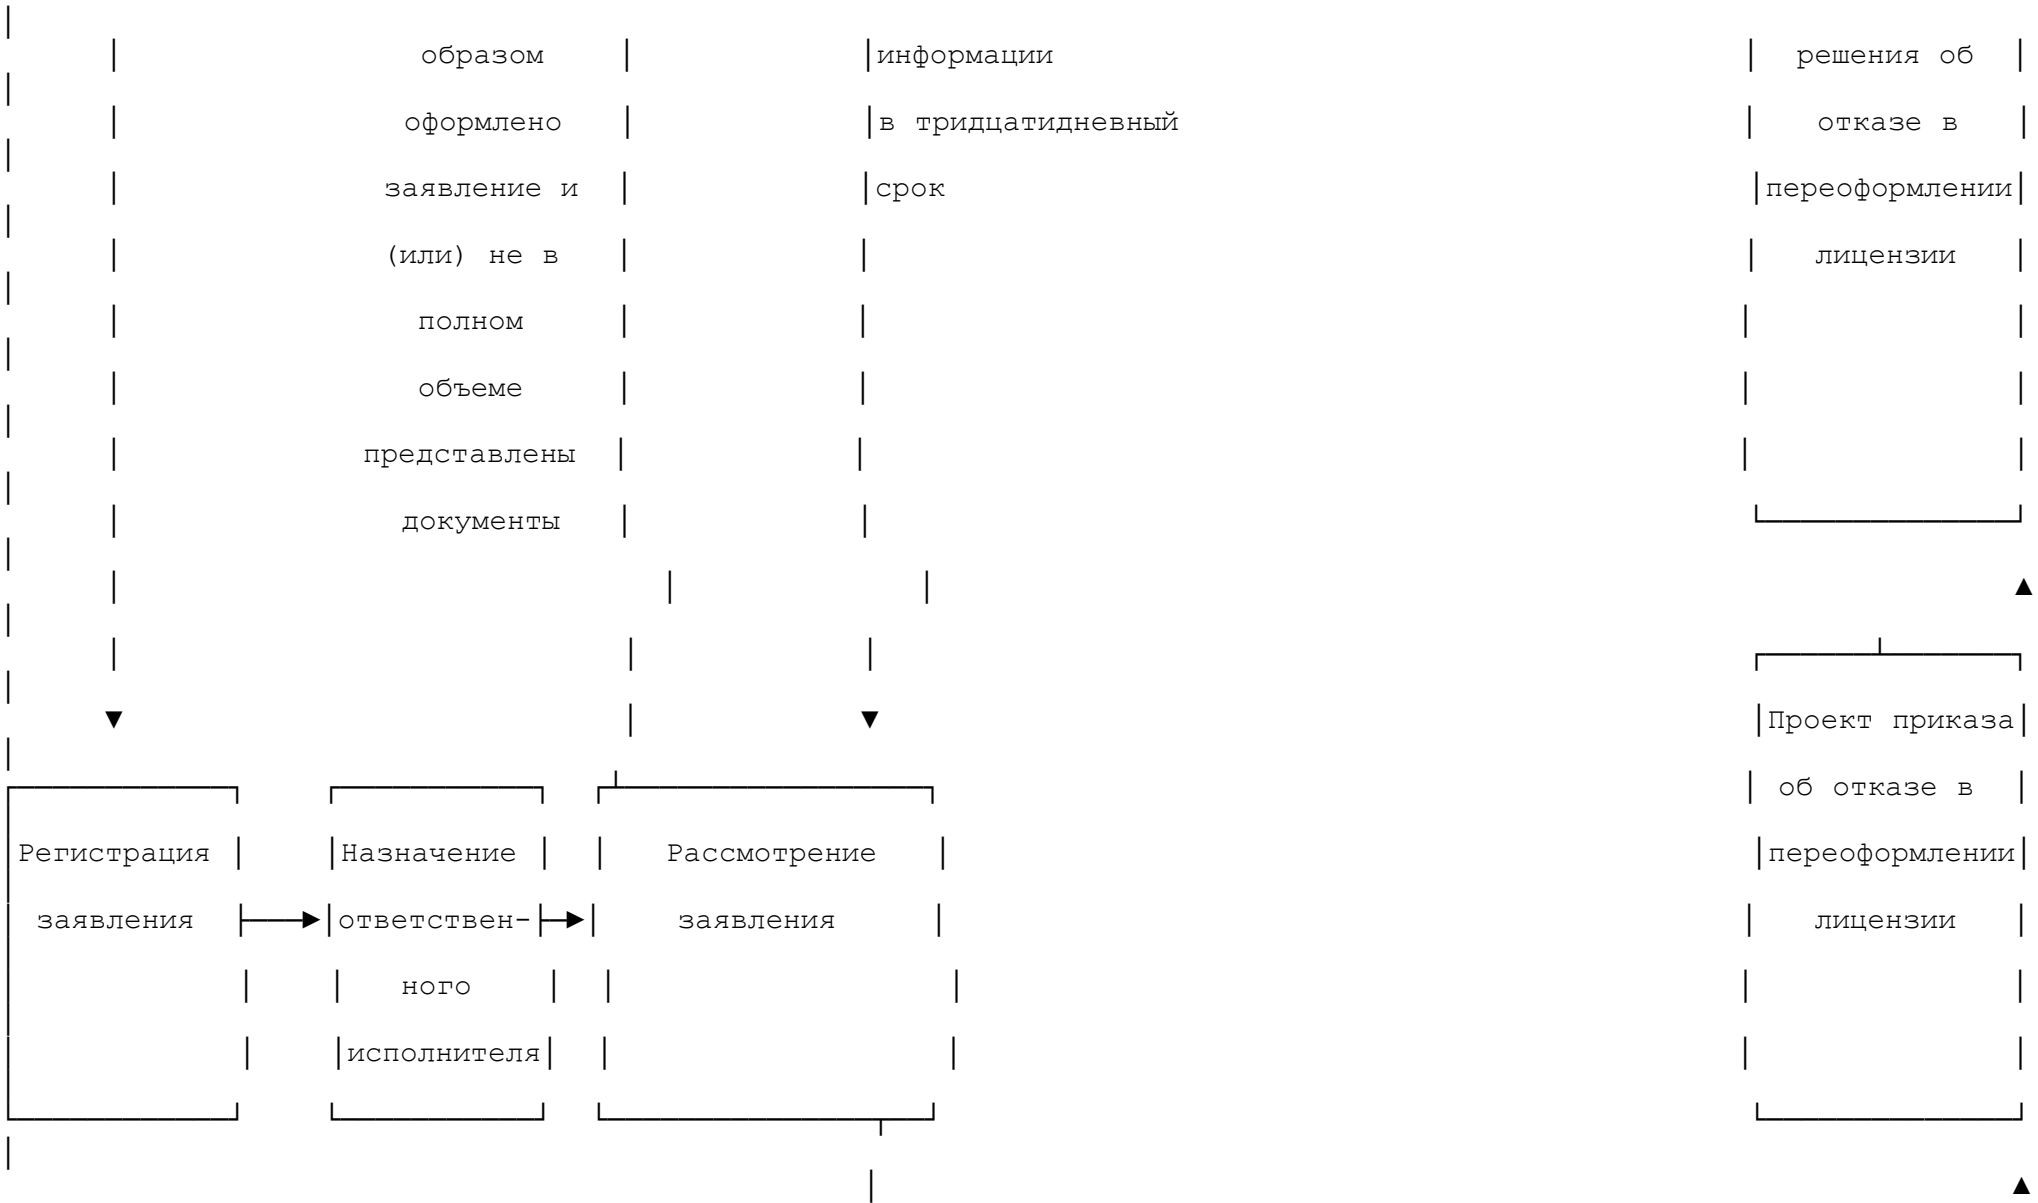 образом информации решения об
оформлено в тридцатидневный отказе в
заявление и срок переоформлении
(или) не в лицензии
полном
объеме
представлены
документы
Проект приказа
об отказе в
Регистрация Назначение Рассмотрение переоформлении
заявления ответствен- заявления лицензии
ного
исполнителя